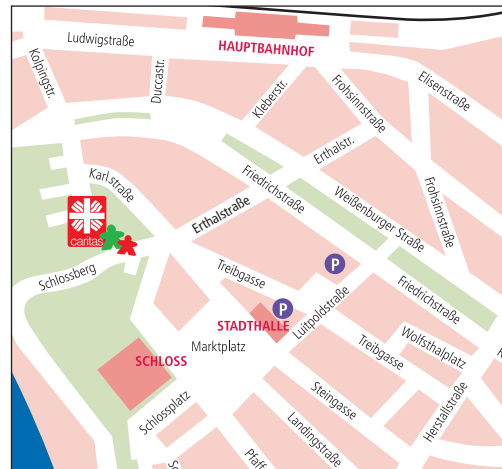 Ludwigstraße
HAUPTBAHNHOF
Kolpingstr.
Duccastr.
Kleberstr.
Frohsinnstraße
Elisenstraße
Erthalstr.
Karlstraße
Friedrichstraße
Weißenburger Straße
Frohsinnstraße
Erthalstraße
caritas
Schlossberg
Treibgasse
P
Friedrichstraße
P
STADTHALLE
Luitpoldstraße
Marktplatz
Wolfsthalplatz
Treibgasse
SCHLOSS
Steingasse
Herstallstraße
Schlossplatz
Landingstraße
Pfaff